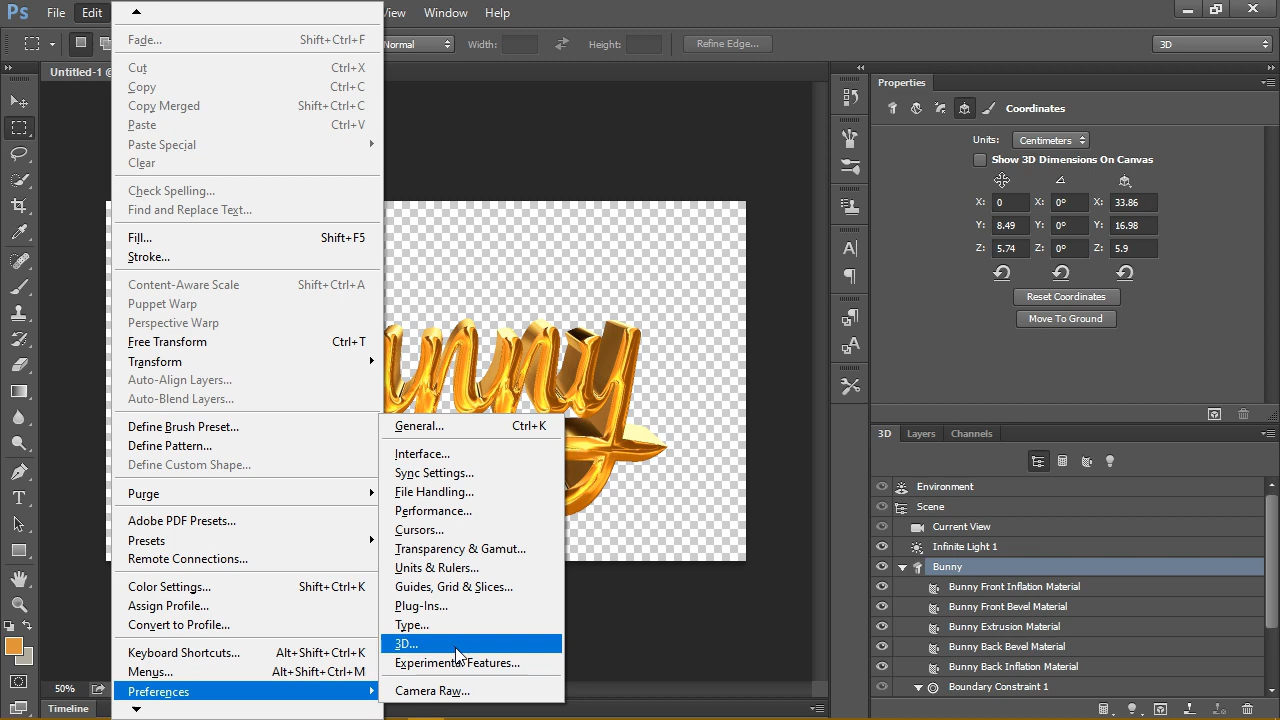 Ps File Edit View Window Help
Normal Width: Height: Refine Edge... 3D
Untitled-1 @
Fade... Shift+Ctrl+F
Cut Ctrl+X
Copy Ctrl+C
Copy Merged Shift+Ctrl+C
Paste Ctrl+V
Paste Special
Clear
Check Spelling...
Find and Replace Text...
Fill... Shift+F5
Stroke...
Content-Aware Scale Shift+Ctrl+A
Puppet Warp
Perspective Warp
Free Transform Ctrl+T
Transform
Auto-Align Layers...
Auto-Blend Layers...
Define Brush Preset...
Define Pattern...
Define Custom Shape...
Purge
Adobe PDF Presets...
Presets
Remote Connections...
Color Settings... Shift+Ctrl+K
Assign Profile...
Convert to Profile...
Keyboard Shortcuts... Alt+Shift+Ctrl+K
Menus... Alt+Shift+Ctrl+M
Preferences
General... Ctrl+K
Interface...
Sync Settings...
File Handling...
Performance...
Cursors...
Transparency & Gamut...
Units & Rulers...
Guides, Grid & Slices...
Plug-Ins...
Type...
3D...
Experimental Features...
Camera Raw...
50%
Timeline
Properties
Coordinates
Units: Centimeters
Show 3D Dimensions On Canvas
X: 0 X: 0° X: 33.86
Y: 8.49 Y: 0° Y: 16.98
Z: 5.74 Z: 0° Z: 5.9
Reset Coordinates
Move To Ground
3D Layers Channels
Environment
Scene
Current View
Infinite Light 1
Bunny
Bunny Front Inflation Material
Bunny Front Bevel Material
Bunny Extrusion Material
Bunny Back Bevel Material
Bunny Back Inflation Material
Boundary Constraint 1